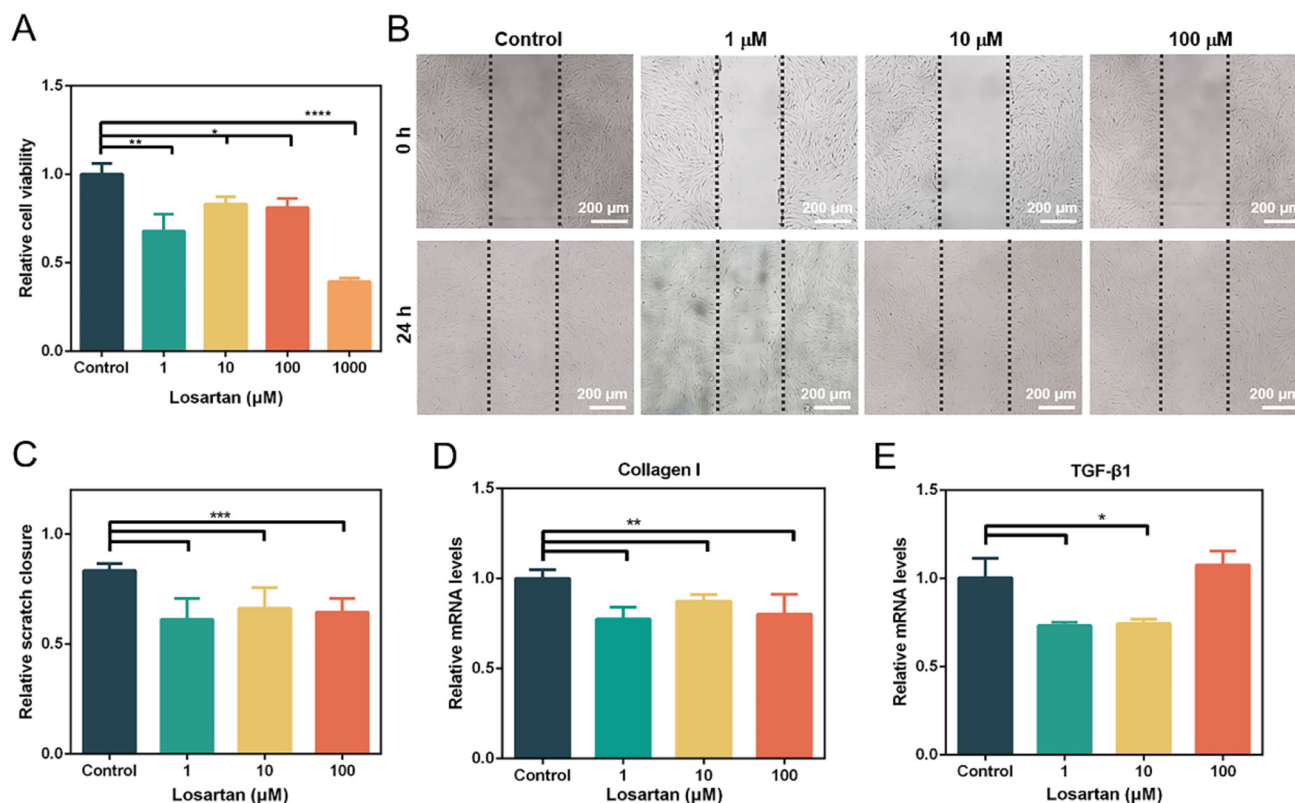 A
1.5
1.0
0.5
0.0
Relative cell viability
**
*
****
Control 1 10 100 1000
Losartan (µM)
B
Control 1 µM 10 µM 100 µM
0 h
200 µm 200 µm 200 µm 200 µm
24 h
200 µm 200 µm 200 µm 200 µm
C
1.0
0.5
0.0
Relative scratch closure
***
Control 1 10 100
Losartan (µM)
D
Collagen I
1.5
1.0
0.5
0.0
Relative mRNA levels
**
Control 1 10 100
Losartan (µM)
E
TGF-β1
1.5
1.0
0.5
0.0
Relative mRNA levels
*
Control 1 10 100
Losartan (µM)